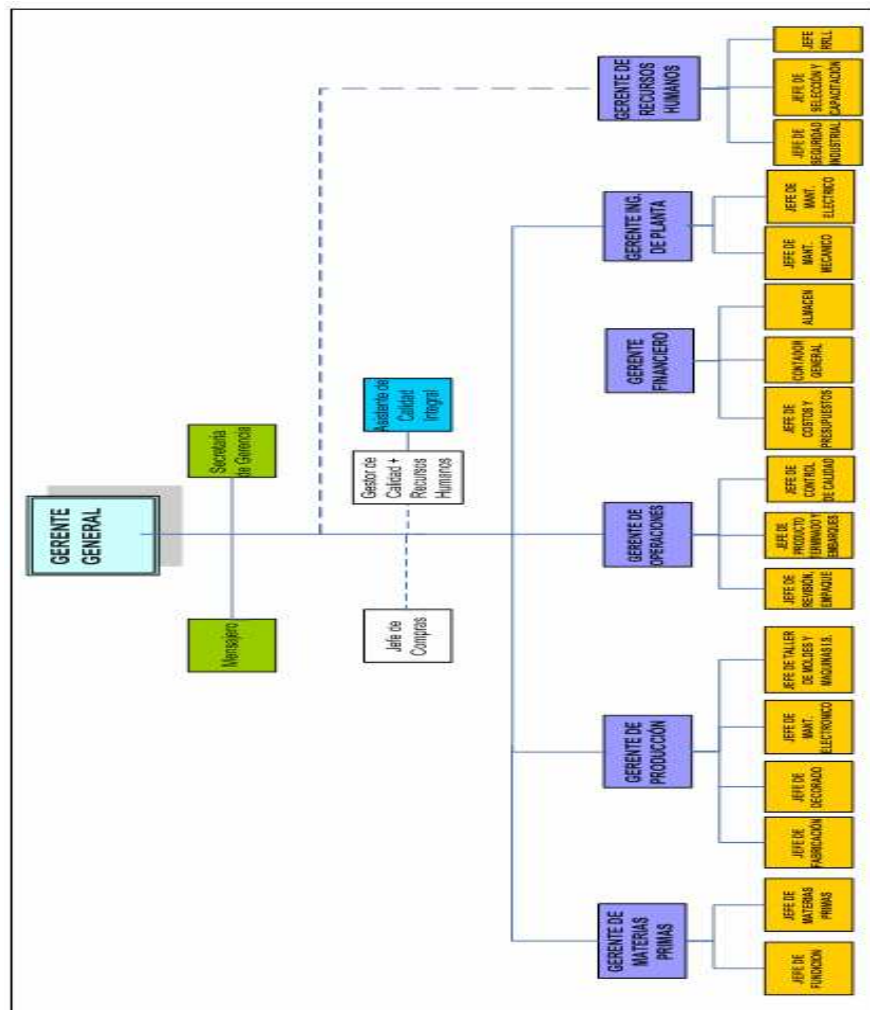 GERENTE
GENERAL
Mensajero
Secretaria
de Gerencia
Jefe de
Compras
Gestor de
Calidad +
Recursos
Humanos
Asistente de
Calidad
Integral
GERENTE DE
MATERIAS
PRIMAS
GERENTE DE
PRODUCCIÓN
GERENTE DE
OPERACIONES
GERENTE
FINANCIERO
GERENTE ING.
DE PLANTA
GERENTE DE
RECURSOS
HUMANOS
JEFE DE
FUNDICION
JEFE DE
MATERIAS
PRIMAS
JEFE DE
FABRICACIÓN
JEFE DE
DECORADO
JEFE DE
MANT.
ELECTRONICO
JEFE DE TALLER
DE MOLDES Y
MAQUINAS I.S.
JEFE DE
REVISIÓN,
EMPAQUE
JEFE DE
PRODUCTO
TERMINADO Y
EMBARQUES
JEFE DE
CONTROL
DE CALIDAD
JEFE DE
COSTOS Y
PRESUPUESTOS
CONTADOR
GENERAL
ALMACEN
JEFE DE
MANT.
MECANICO
JEFE DE
MANT.
ELECTRICO
JEFE DE
SEGURIDAD
INDUSTRIAL
JEFE DE
SELECCIÓN Y
CAPACITACIÓN
JEFE
RRLL